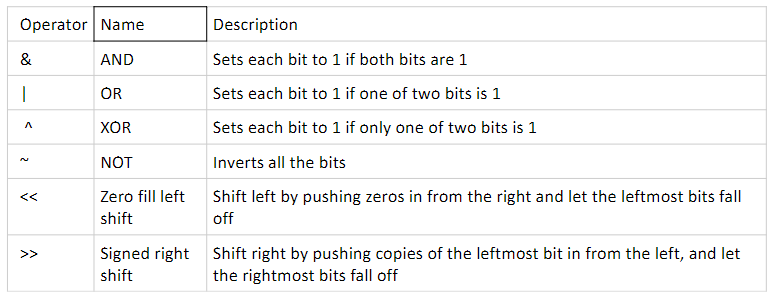 Operator Name Description
& AND Sets each bit to 1 if both bits are 1
| OR Sets each bit to 1 if one of two bits is 1
^ XOR Sets each bit to 1 if only one of two bits is 1
~ NOT Inverts all the bits
<< Zero fill left shift Shift left by pushing zeros in from the right and let the leftmost bits fall off
>> Signed right shift Shift right by pushing copies of the leftmost bit in from the left, and let the rightmost bits fall off